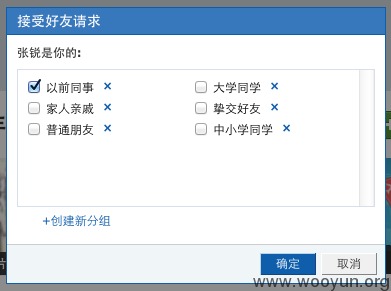 接受好友请求
张锐是你的:
以前同事 × 大学同学 ×
家人亲戚 × 挚交好友 ×
普通朋友 × 中小学同学 ×
+创建新分组
确定 取消
www.wooyun.org